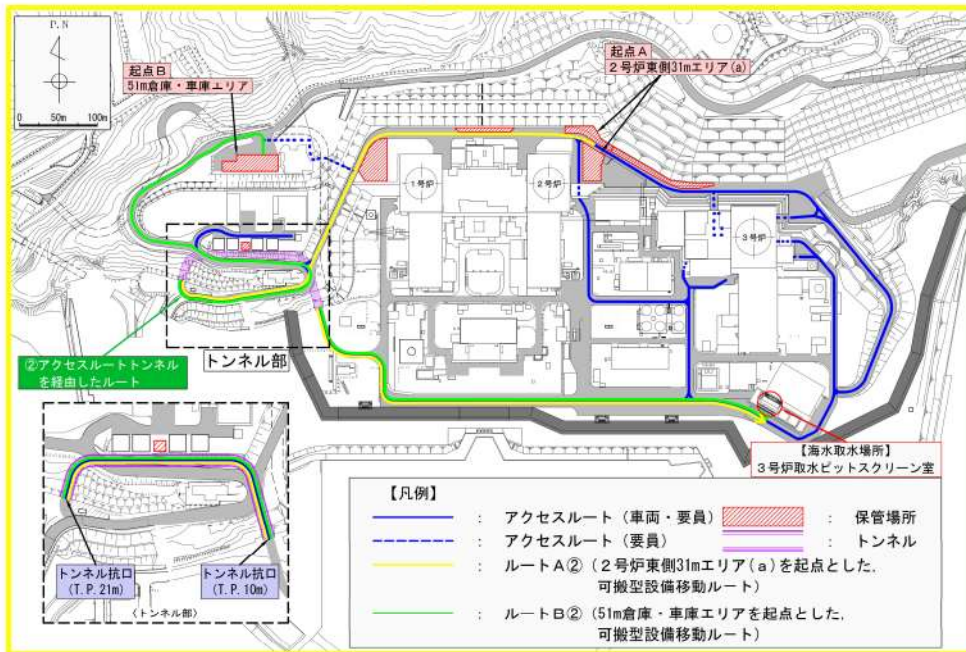 P.N
0 50m 100m
起点B
51m倉庫・車庫エリア
起点A
2号炉東側31mエリア(a)
1号炉
2号炉
3号炉
②アクセスルートトンネル
を経由したルート
トンネル部
【海水取水場所】
3号炉取水ピットスクリーン室
トンネル抗口
(T.P.21m)
トンネル抗口
(T.P.10m)
〈トンネル部〉
【凡例】
: アクセスルート（車両・要員）
: 保管場所
: アクセスルート（要員）
: トンネル
: ルートA②（2号炉東側31mエリア(a)を起点とした，
可搬型設備移動ルート）
: ルートB②（51m倉庫・車庫エリアを起点とした，
可搬型設備移動ルート）